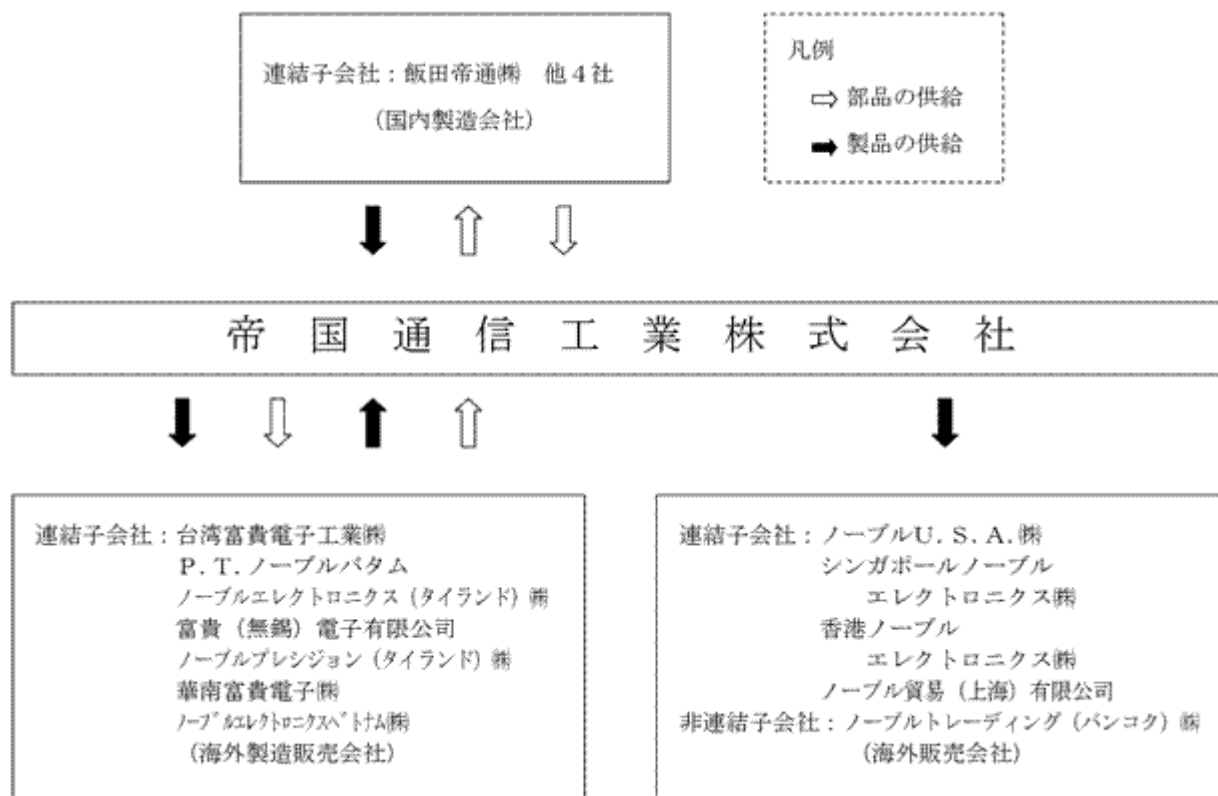 連結子会社：飯田帝通㈱　他４社
（国内製造会社）
凡例
⇨ 部品の供給
➡ 製品の供給
帝国通信工業株式会社
連結子会社：台湾富貴電子工業㈱
Ｐ．Ｔ．ノーブルバタム
ノーブルエレクトロニクス（タイランド）㈱
富貴（無錫）電子有限公司
ノーブルプレシジョン（タイランド）㈱
華南富貴電子㈱
ﾉｰﾌﾞﾙｴﾚｸﾄﾛﾆｸｽﾍﾞﾄﾅﾑ㈱
（海外製造販売会社）
連結子会社：ノーブルＵ．Ｓ．Ａ．㈱
シンガポールノーブル
エレクトロニクス㈱
香港ノーブル
エレクトロニクス㈱
ノーブル貿易（上海）有限公司
非連結子会社：ノーブルトレーディング（バンコク）㈱
（海外販売会社）